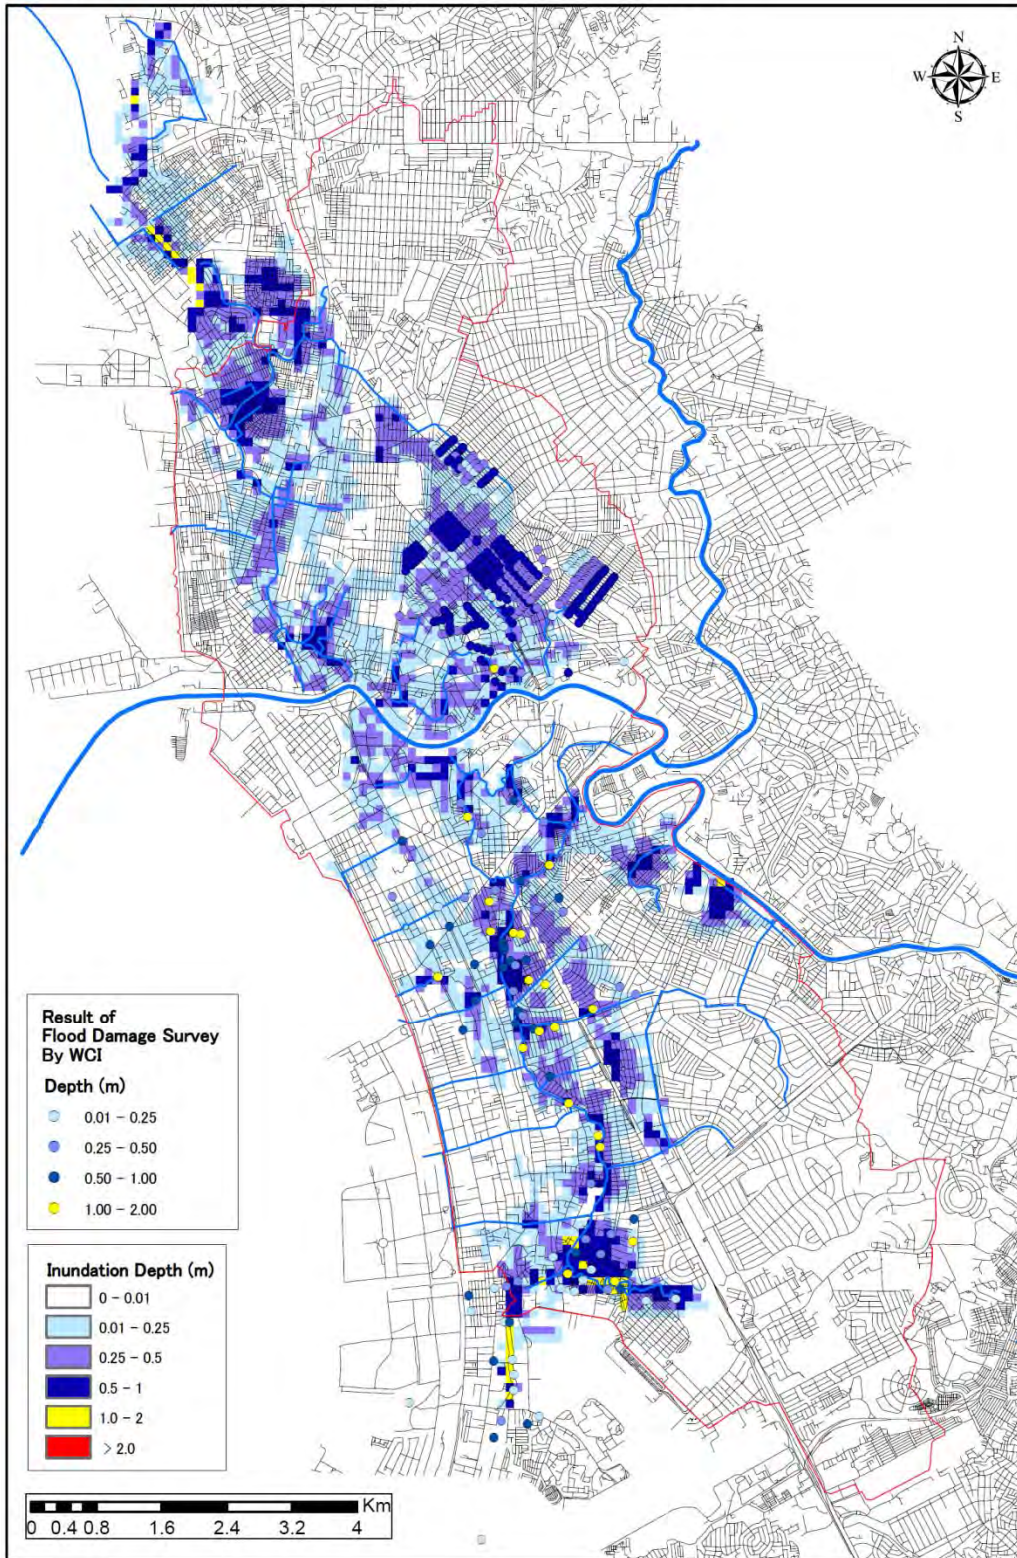 N
W E
S
Result of
Flood Damage Survey
By WCI
Depth (m)
0.01 - 0.25
0.25 - 0.50
0.50 - 1.00
1.00 - 2.00
Inundation Depth (m)
0 - 0.01
0.01 - 0.25
0.25 - 0.5
0.5 - 1
1.0 - 2
> 2.0
Km
0 0.4 0.8 1.6 2.4 3.2 4